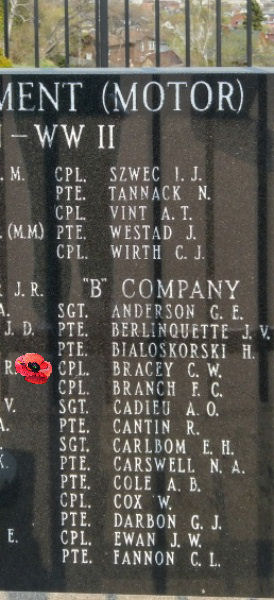 MENT (MOTOR)
– WW II
. M. CPL. SZWEC I. J.
PTE. TANNACK N.
CPL. VINT A. T.
(M.M.) PTE. WESTAD J.
CPL. WIRTH C. J.
J. R. "B" COMPANY
A. SGT. ANDERSON G. E.
J. D. PTE. BERLINQUETTE J. V.
PTE. BIALOSKORSKI H.
R. CPL. BRACEY C. W.
CPL. BRANCH F. C.
V. SGT. CADIEU A. O.
A. PTE. CANTIN R.
SGT. CARLBOM E. H.
K. PTE. CARSWELL N. A.
PTE. COLE A. B.
CPL. COX W.
PTE. DARBON G. J.
E. CPL. EWAN J. W.
PTE. FANNON C. L.